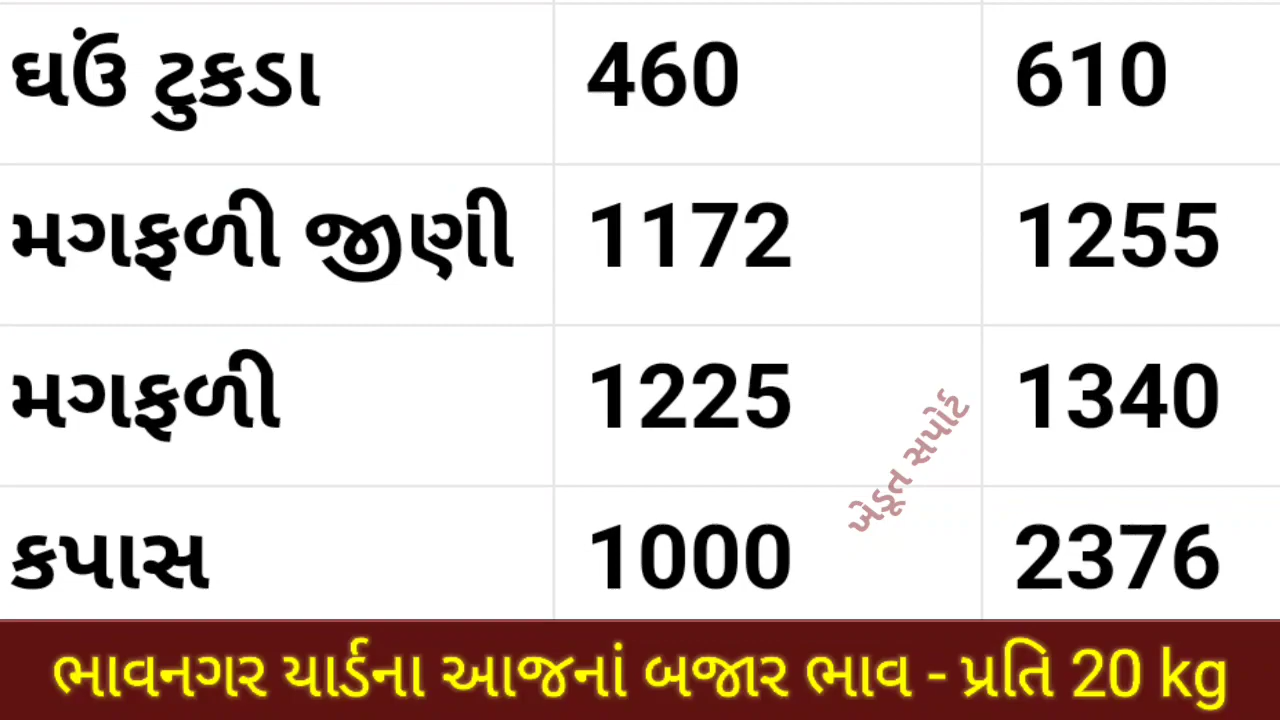 ઘઉં ટુકડા 460 610
મગફળી જીણી 1172 1255
મગફળી 1225 1340
ખેડૂત સપોર્ટ
કપાસ 1000 2376
ભાવનગર યાર્ડના આજનાં બજાર ભાવ - પ્રતિ 20 kg